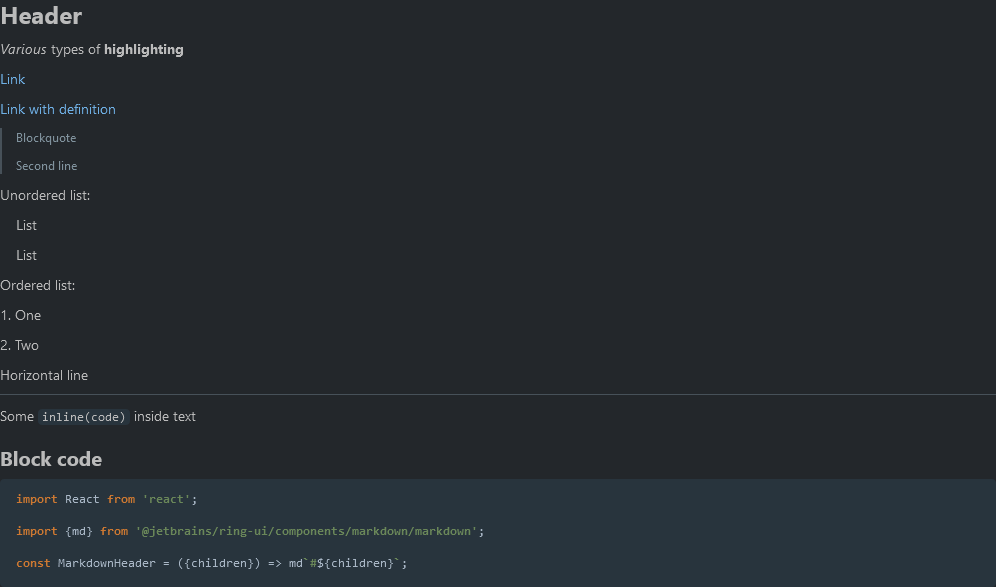 Header
Various types of highlighting
Link
Link with definition
Blockquote
Second line
Unordered list:
List
List
Ordered list:
1. One
2. Two
Horizontal line
Some inline(code) inside text
Block code
import React from 'react';
import {md} from '@jetbrains/ring-ui/components/markdown/markdown';
const MarkdownHeader = ({children}) => md`#${children}`;